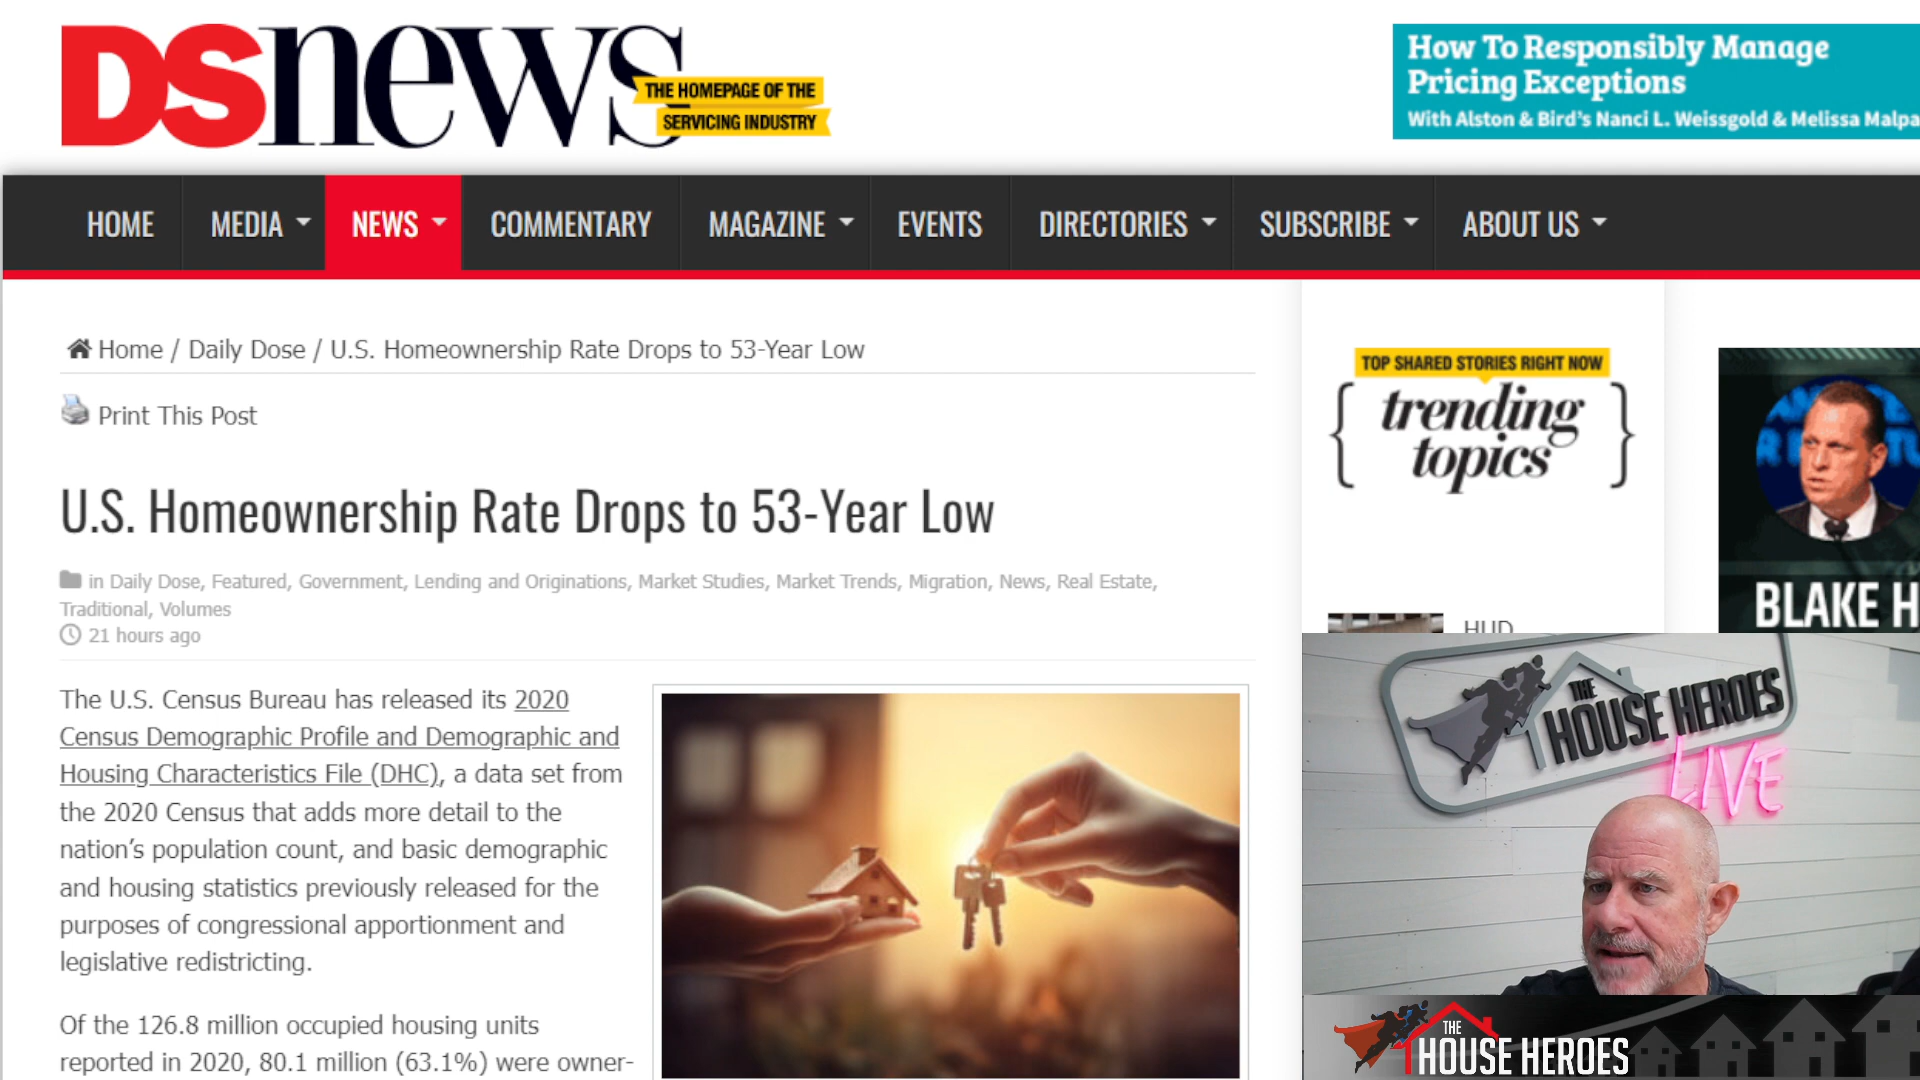 DSnews
THE HOMEPAGE OF THE
SERVICING INDUSTRY
How To Responsibly Manage
Pricing Exceptions
With Alston & Bird's Nanci L. Weissgold & Melissa Malpa
HOME MEDIA NEWS COMMENTARY MAGAZINE EVENTS DIRECTORIES SUBSCRIBE ABOUT US
Home / Daily Dose / U.S. Homeownership Rate Drops to 53-Year Low
Print This Post
U.S. Homeownership Rate Drops to 53-Year Low
in Daily Dose, Featured, Government, Lending and Originations, Market Studies, Market Trends, Migration, News, Real Estate,
Traditional, Volumes
21 hours ago
The U.S. Census Bureau has released its 2020
Census Demographic Profile and Demographic and
Housing Characteristics File (DHC), a data set from
the 2020 Census that adds more detail to the
nation's population count, and basic demographic
and housing statistics previously released for the
purposes of congressional apportionment and
legislative redistricting.
Of the 126.8 million occupied housing units
reported in 2020, 80.1 million (63.1%) were owner-
TOP SHARED STORIES RIGHT NOW
{ trending
topics }
HUD
BLAKE H
THE
HOUSE HEROES
LIVE
THE
HOUSE HEROES